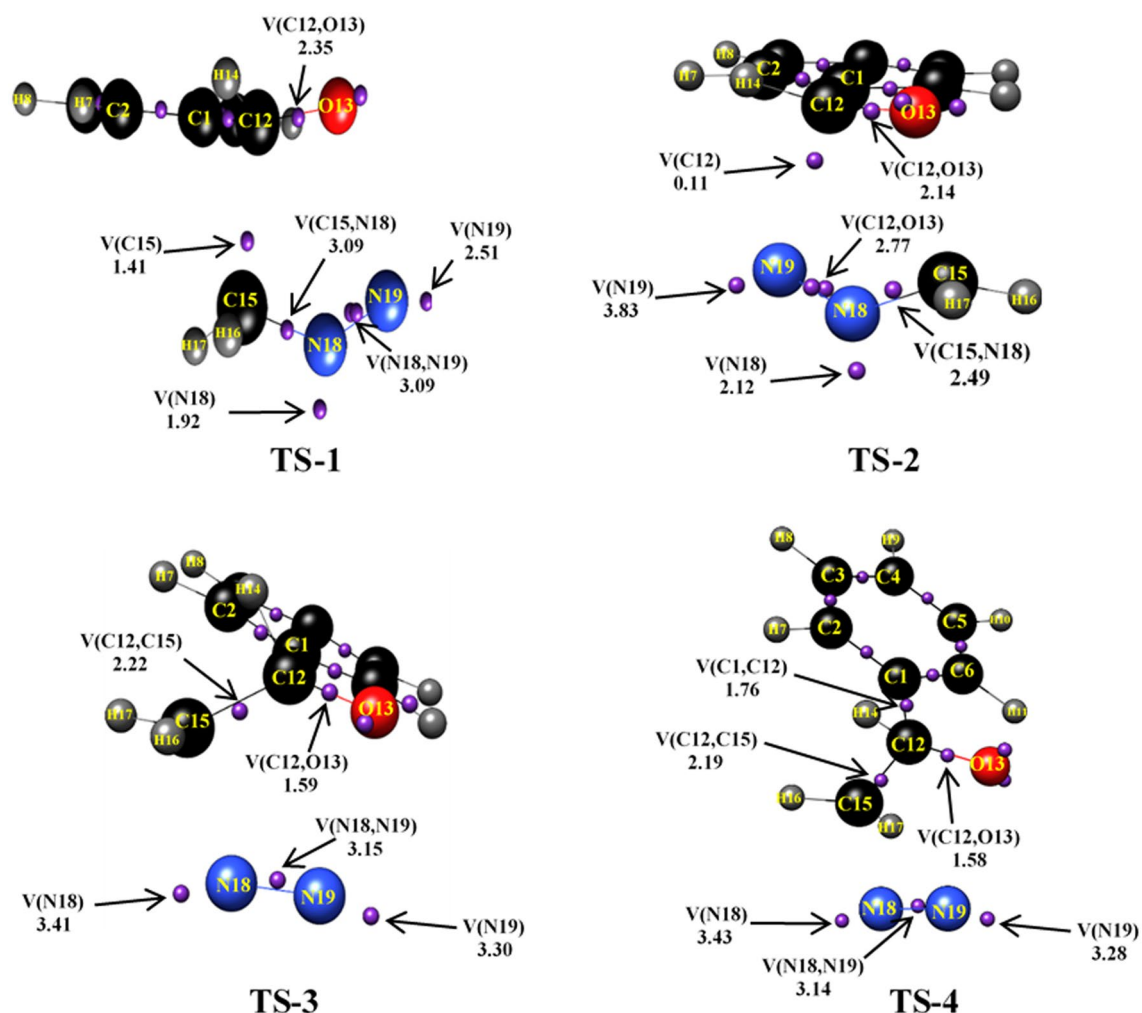 V(C12,O13)
2.35
H14
H8
H7
C2
C1
C12
O13
V(C15)
1.41
V(C15,N18)
3.09
V(N19)
2.51
C15
N19
H16
H17
N18
V(N18,N19)
3.09
V(N18)
1.92
TS-1
H8
H7
C2
H14
C1
C12
O13
V(C12)
0.11
V(C12,O13)
2.14
V(C12,O13)
2.77
N19
C15
V(N19)
3.83
H17
H16
N18
V(C15,N18)
2.49
V(N18)
2.12
TS-2
H8
H7
H14
C2
C1
V(C12,C15)
2.22
C12
O13
H17
C15
H16
V(C12,O13)
1.59
V(N18,N19)
3.15
N18
N19
V(N18)
3.41
V(N19)
3.30
TS-3
H9
H8
C3
C4
C5
H10
H7
C2
C6
C1
V(C1,C12)
1.76
H14
H11
C12
V(C12,C15)
2.19
O13
H16
C15
H17
V(C12,O13)
1.58
V(N18)
3.43
N18
N19
V(N19)
3.28
V(N18,N19)
3.14
TS-4